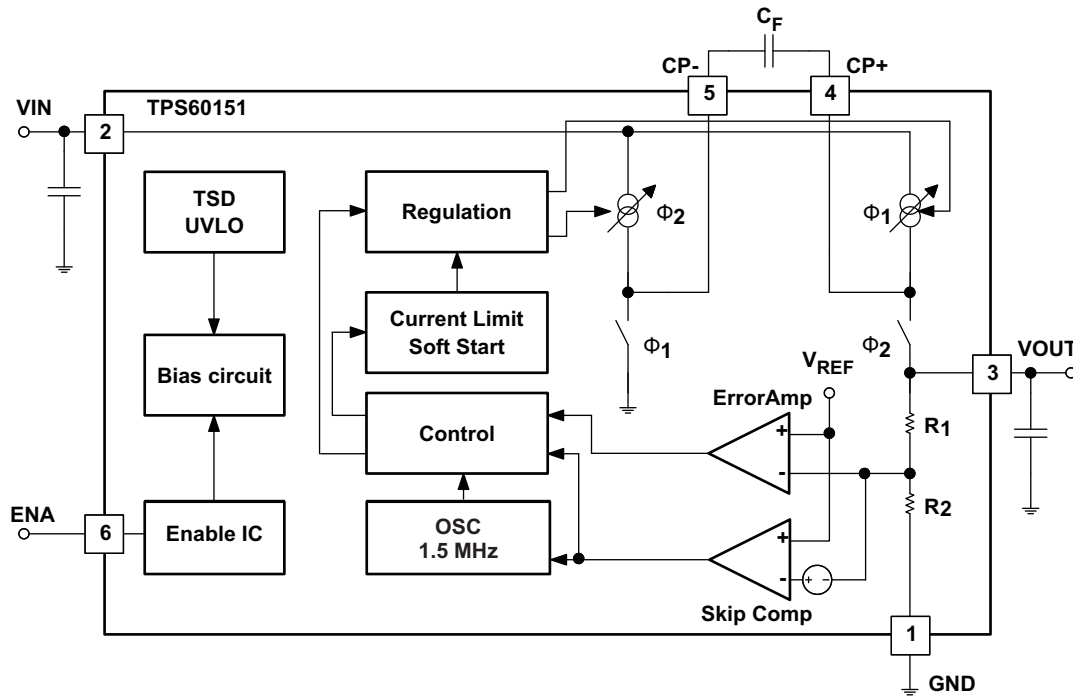 CF
CP-
CP+
5
4
VIN
TPS60151
2
TSD
UVLO
Regulation
Φ2
Φ1
Current Limit
Soft Start
Φ1
Φ2
VOUT
3
Bias circuit
VREF
ErrorAmp
+
-
R1
Control
R2
ENA
6
Enable IC
OSC
1.5 MHz
+
-
+ -
Skip Comp
1
GND